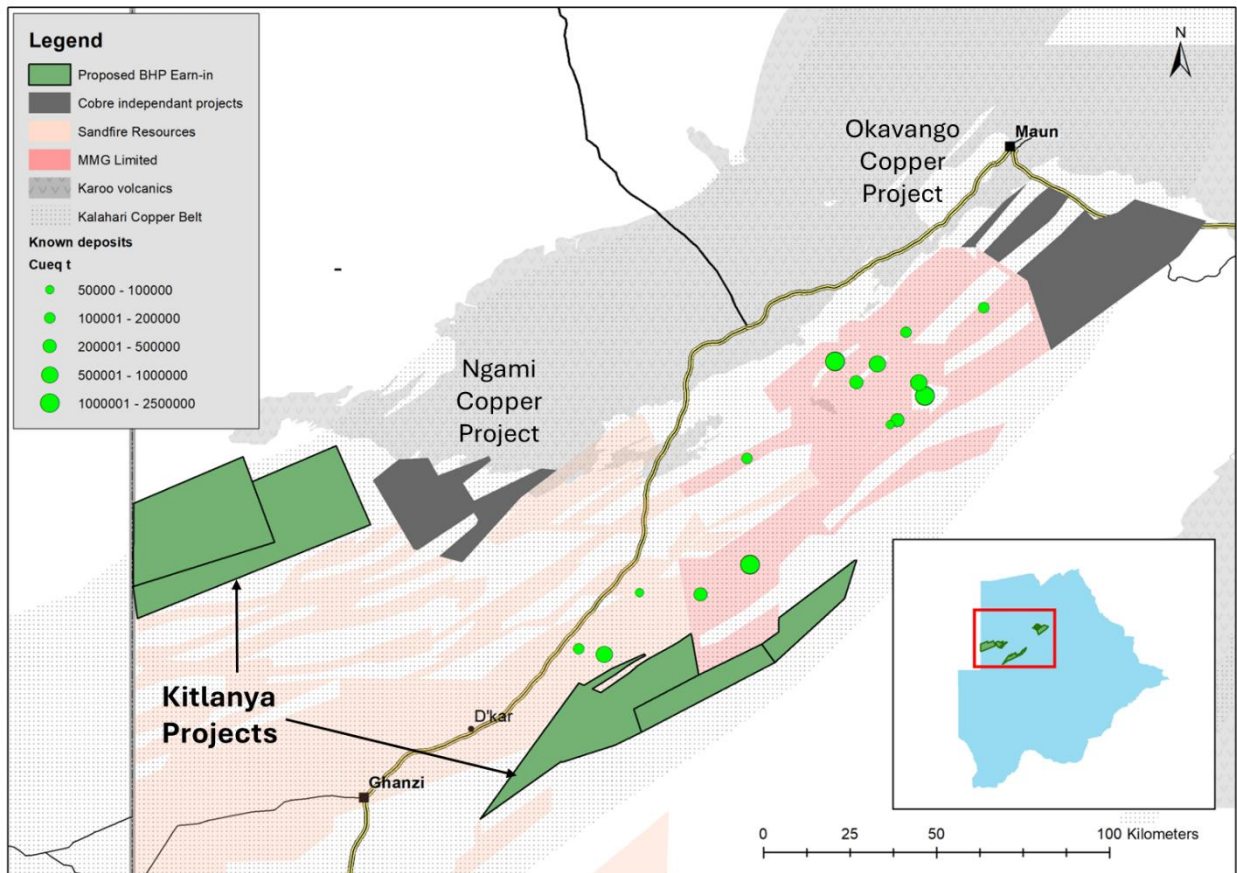 Legend
Proposed BHP Earn-in
Cobre independant projects
Sandfire Resources
MMG Limited
Karoo volcanics
Kalahari Copper Belt
Known deposits
Cueq t
50000 - 100000
100001 - 200000
200001 - 500000
500001 - 1000000
1000001 - 2500000
N
Okavango
Copper
Project
Maun
Ngami
Copper
Project
Kitlanya
Projects
D'kar
Ghanzi
0 25 50 100 Kilometers